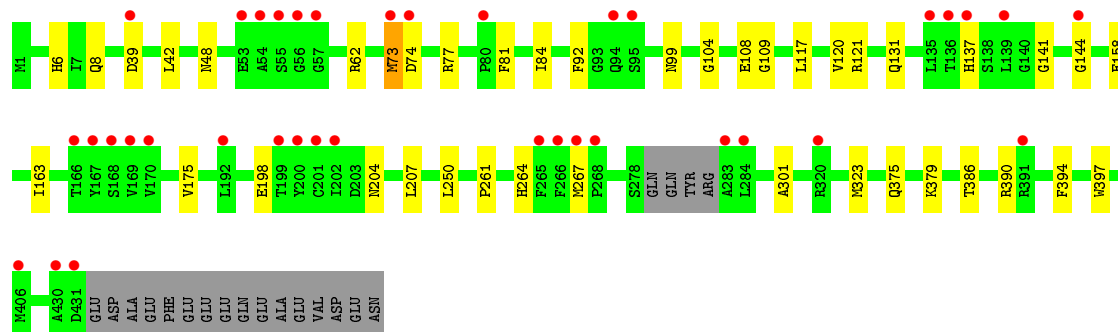 M1 H6 I7 Q8 D39 L42 N48 E53 A54 S55 G56 G57 R62 M73 D74 R77 P80 F81 I84 F92 G93 Q94 S95 N99 G104 E108 G109 L117 V120 R121 Q131 L135 T136 H137 S138 L139 G140 G141 G144 F158
I163 T166 Y167 S168 V169 V170 V175 L192 E198 T199 Y200 G201 I202 D203 N204 L207 L250 P261 H264 F265 F266 M267 P268 S278 GLN GLN TYR ARG A283 L284 A301 R320 M323 Q375 K379 T386 R390 R391 F394 W397
M406 A430 D431 GLU ASP ALA GLU PHE GLU GLU GLU GLN GLU ALA GLU VAL ASP GLU ASN